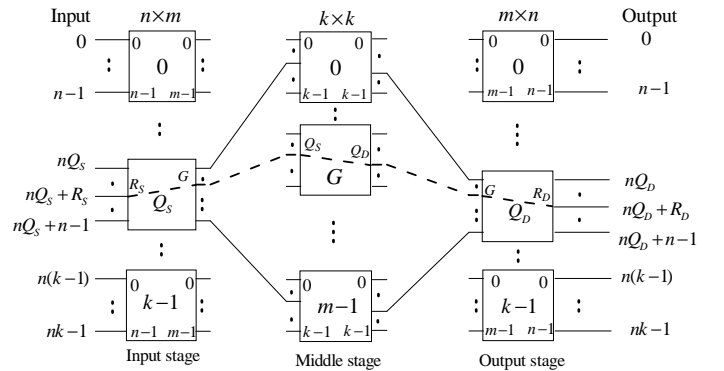 Input n×m k×k m×n Output
0 0 0 0 0 0 0 0
0 0 0
n−1 n−1 m−1 k−1 k−1 m−1 n−1 n−1
nQ_S R_S G Q_S
Q_S Q_D G
nQ_S+R_S
nQ_S+n−1
G R_D Q_D
nQ_D
nQ_D+R_D
nQ_D+n−1
n(k−1) 0 0 0 0 0 0 n(k−1)
k−1 m−1 k−1
nk−1 n−1 m−1 k−1 k−1 m−1 n−1 nk−1
Input stage Middle stage Output stage